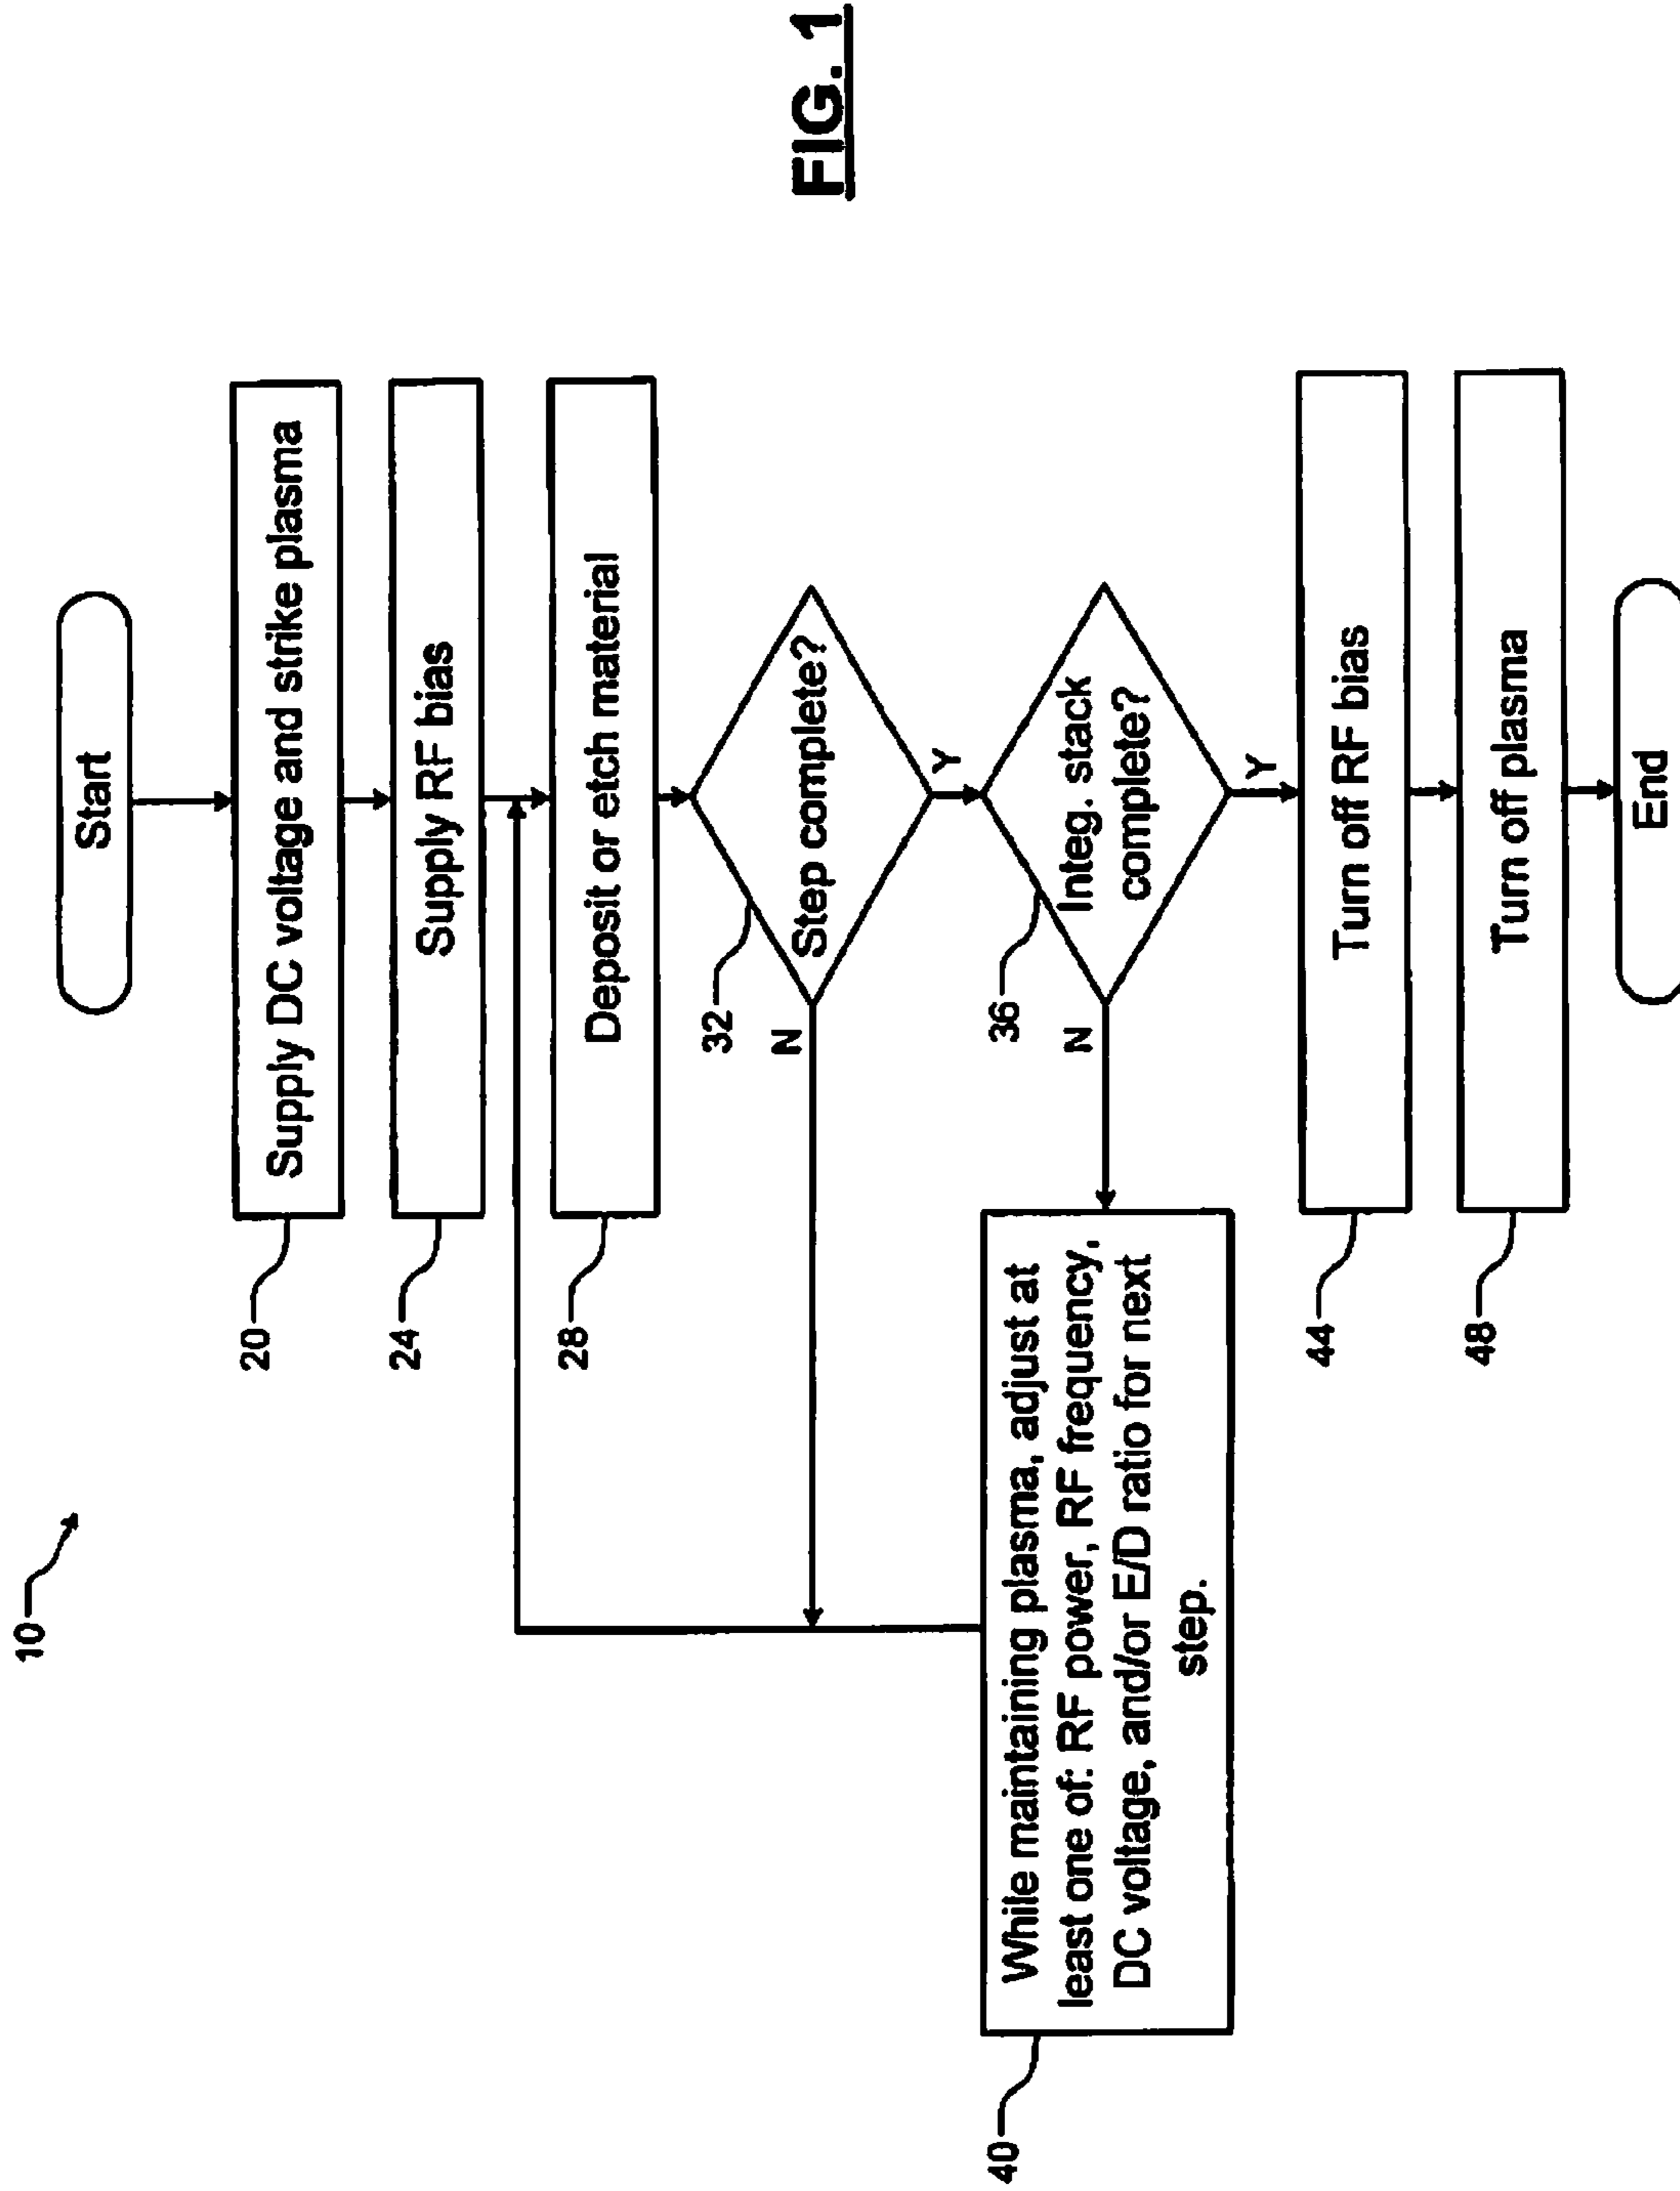 10
Start
20
Supply DC voltage and strike plasma
24
Supply RF bias
28
Deposit or etch material
32
Step complete?
N
Y
36
Integ. stack
complete?
N
Y
40
While maintaining plasma, adjust at
least one of: RF power, RF frequency,
DC voltage, and/or E/D ratio for next
step.
44
Turn off RF bias
48
Turn off plasma
End
FIG. 1